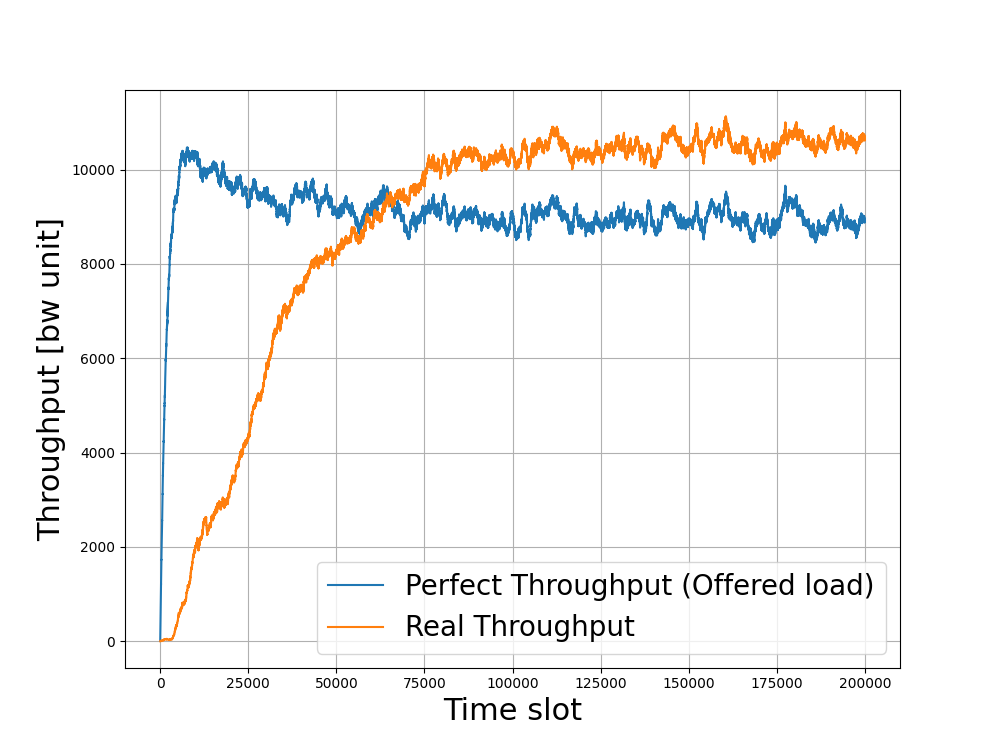 Throughput [bw unit]
10000
8000
6000
4000
2000
0
Perfect Throughput (Offered load)
Real Throughput
0 25000 50000 75000 100000 125000 150000 175000 200000
Time slot